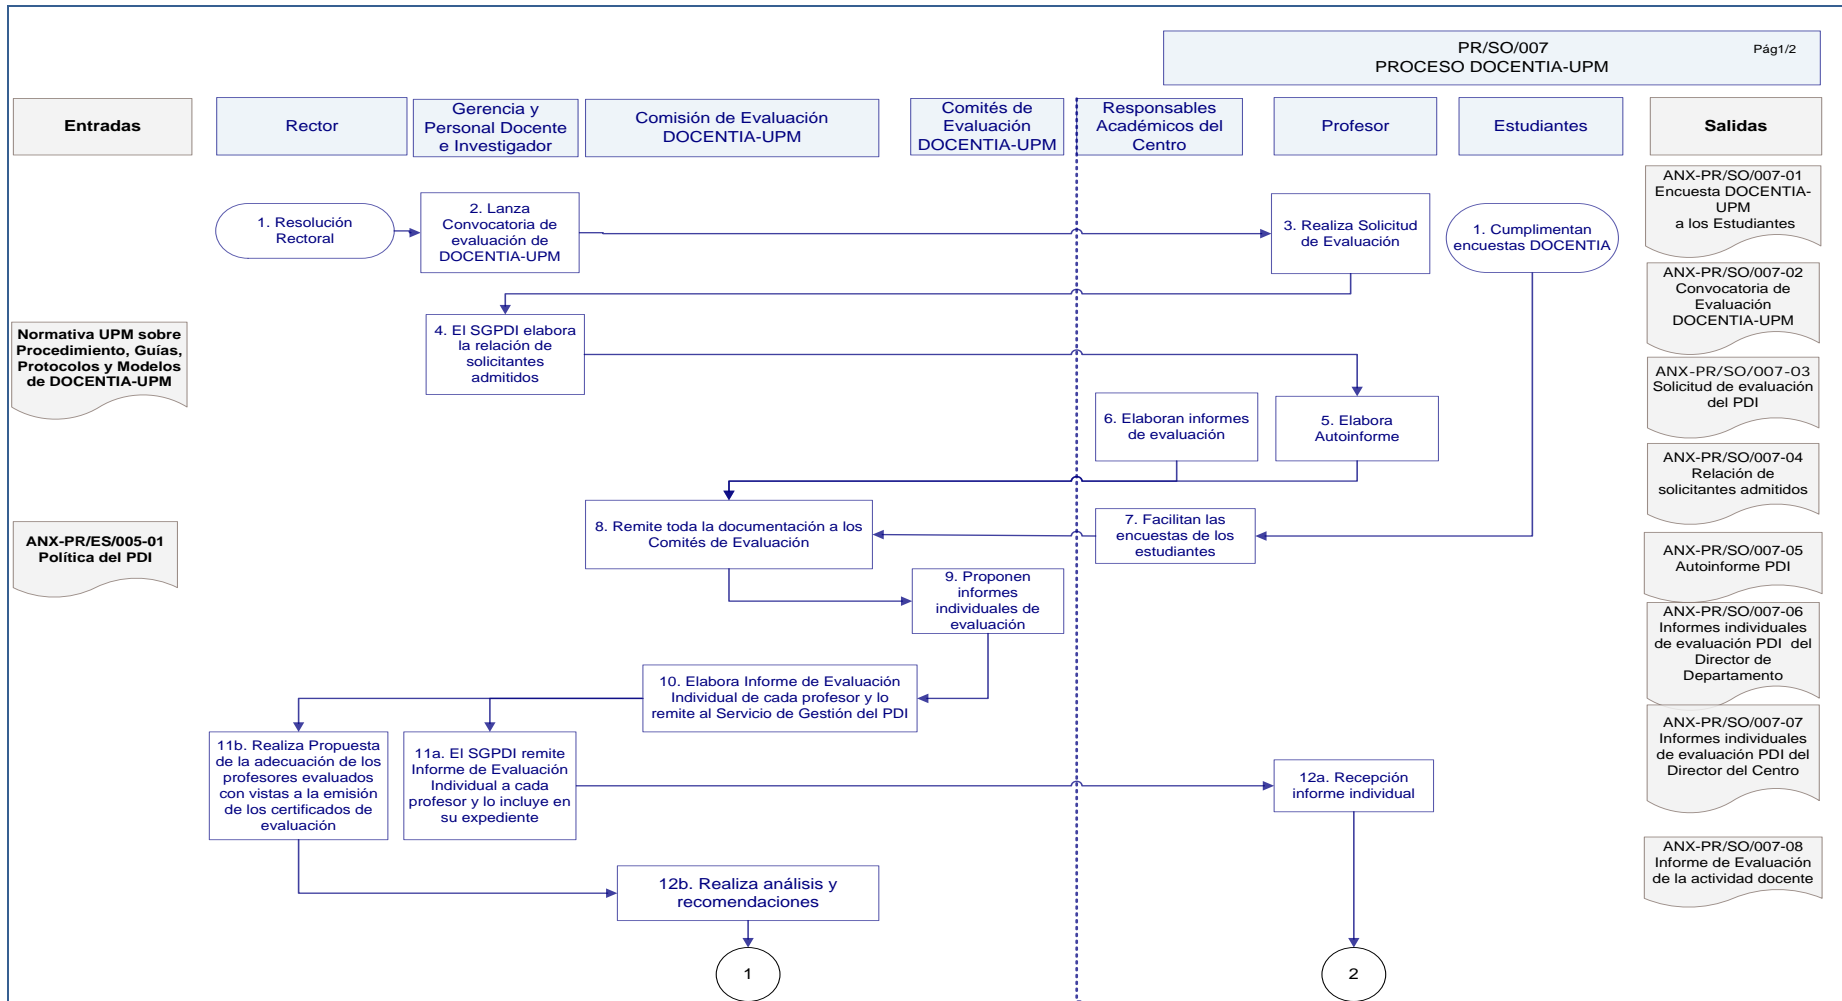 PR/SO/007
Pág1/2
PROCESO DOCENTIA-UPM
Entradas
Rector
Gerencia y
Personal Docente
e Investigador
Comisión de Evaluación
DOCENTIA-UPM
Comités de
Evaluación
DOCENTIA-UPM
Responsables
Académicos del
Centro
Profesor
Estudiantes
Salidas
1. Resolución
Rectoral
2. Lanza
Convocatoria de
evaluación de
DOCENTIA-UPM
3. Realiza Solicitud
de Evaluación
1. Cumplimentan
encuestas DOCENTIA
ANX-PR/SO/007-01
Encuesta DOCENTIA-
UPM
a los Estudiantes
ANX-PR/SO/007-02
Convocatoria de
Evaluación
DOCENTIA-UPM
Normativa UPM sobre
Procedimiento, Guías,
Protocolos y Modelos
de DOCENTIA-UPM
4. El SGPDI elabora
la relación de
solicitantes
admitidos
ANX-PR/SO/007-03
Solicitud de evaluación
del PDI
6. Elaboran informes
de evaluación
5. Elabora
Autoinforme
ANX-PR/SO/007-04
Relación de
solicitantes admitidos
ANX-PR/ES/005-01
Política del PDI
8. Remite toda la documentación a los
Comités de Evaluación
7. Facilitan las
encuestas de los
estudiantes
ANX-PR/SO/007-05
Autoinforme PDI
9. Proponen
informes
individuales de
evaluación
ANX-PR/SO/007-06
Informes individuales
de evaluación PDI del
Director de
Departamento
10. Elabora Informe de Evaluación
Individual de cada profesor y lo
remite al Servicio de Gestión del PDI
ANX-PR/SO/007-07
Informes individuales
de evaluación PDI del
Director del Centro
11b. Realiza Propuesta
de la adecuación de los
profesores evaluados
con vistas a la emisión
de los certificados de
evaluación
11a. El SGPDI remite
Informe de Evaluación
Individual a cada
profesor y lo incluye en
su expediente
12a. Recepción
informe individual
ANX-PR/SO/007-08
Informe de Evaluación
de la actividad docente
12b. Realiza análisis y
recomendaciones
1
2